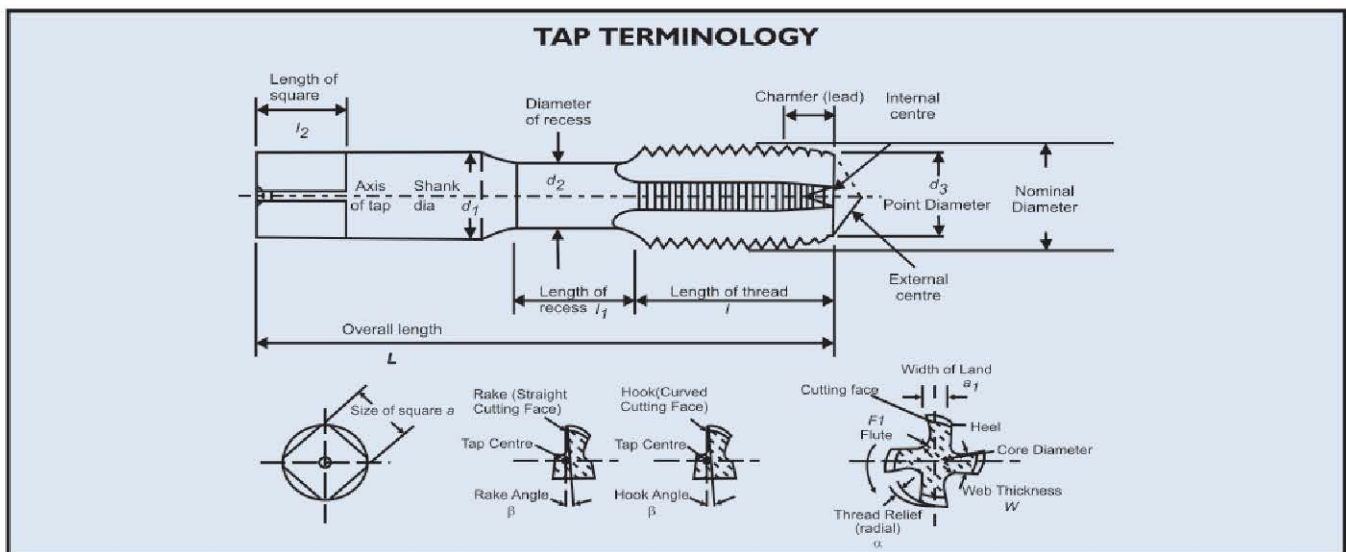 TAP TERMINOLOGY
Length of
square
l2
Diameter
of recess
Chamfer (lead)
Internal
centre
Axis
of tap
Shank
dia
d1
d2
d3
Point Diameter
Nominal
Diameter
External
centre
Length of
recess l1
Length of thread
l
Overall length
L
Size of square a
Rake (Straight
Cutting Face)
Tap Centre
Rake Angle
β
Hook(Curved
Cutting Face)
Tap Centre
Hook Angle
β
Width of Land
a1
Cutting face
F1
Flute
Heel
Core Diameter
Web Thickness
W
Thread Relief
(radial)
α